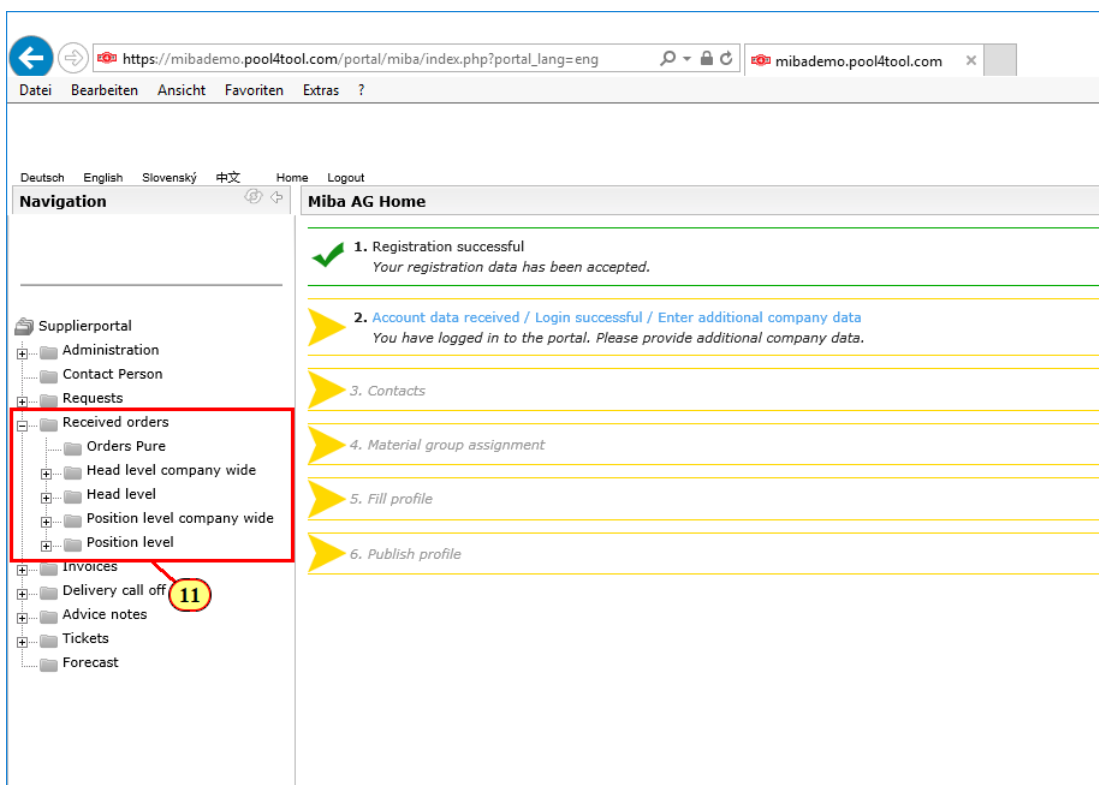 https://mibademo.pool4tool.com/portal/miba/index.php?portal_lang=eng
mibademo.pool4tool.com
Datei Bearbeiten Ansicht Favoriten Extras ?
Deutsch English Slovenský 中文 Home Logout
Navigation
Miba AG Home
1. Registration successful
Your registration data has been accepted.
2. Account data received / Login successful / Enter additional company data
You have logged in to the portal. Please provide additional company data.
3. Contacts
4. Material group assignment
5. Fill profile
6. Publish profile
Supplierportal
Administration
Contact Person
Requests
Received orders
Orders Pure
Head level company wide
Head level
Position level company wide
Position level
Invoices
Delivery call off
11
Advice notes
Tickets
Forecast